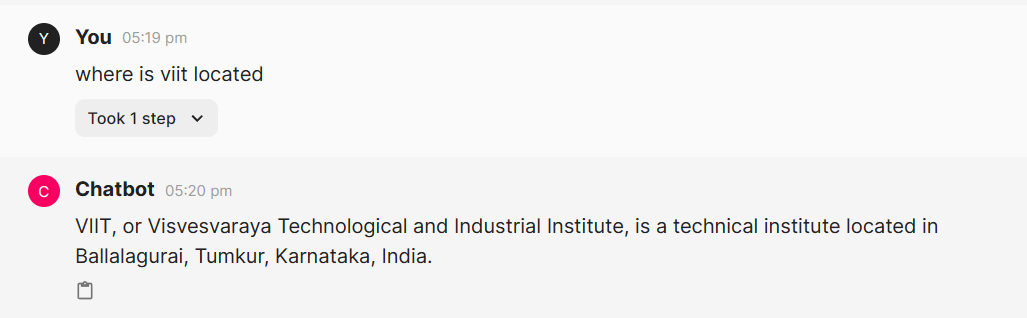 Y
You 05:19 pm
where is viit located
Took 1 step
C
Chatbot 05:20 pm
VIIT, or Visvesvaraya Technological and Industrial Institute, is a technical institute located in
Ballalagurai, Tumkur, Karnataka, India.